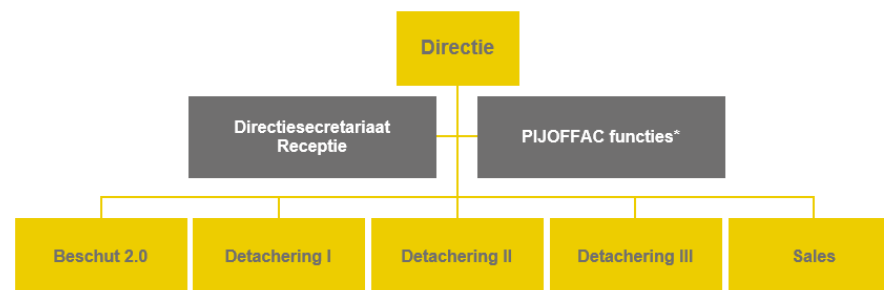 Directie
Directiesecretariaat
Receptie
PIJOFFAC functies*
Beschut 2.0
Detachering I
Detachering II
Detachering III
Sales